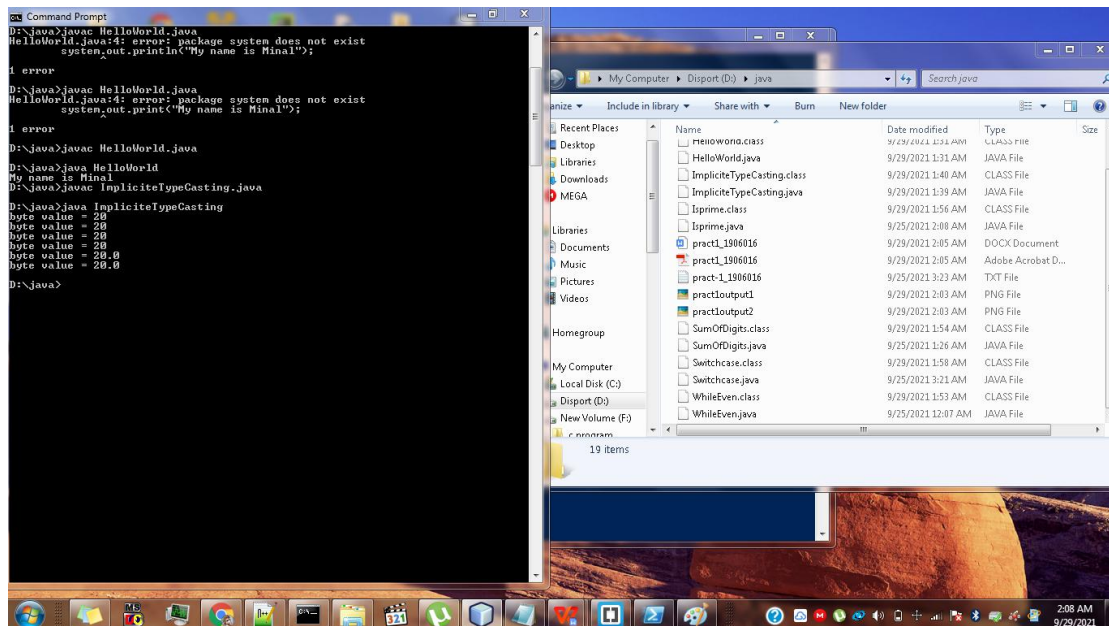 Command Prompt
D:\java>javac HelloWorld.java
HelloWorld.java:4: error: package system does not exist
system.out.println("My name is Minal");
^
1 error
D:\java>javac HelloWorld.java
HelloWorld.java:4: error: package system does not exist
system.out.print("My name is Minal");
^
1 error
D:\java>javac HelloWorld.java
D:\java>java HelloWorld
My name is Minal
D:\java>javac ImpliciteTypeCasting.java
D:\java>java ImpliciteTypeCasting
byte value = 20
byte value = 20
byte value = 20
byte value = 20
byte value = 20.0
byte value = 20.0
D:\java>
My Computer ▸ Disport (D:) ▸ java
Search java
anize Include in library Share with Burn New folder
Recent Places
Desktop
Libraries
Downloads
MEGA
Libraries
Documents
Music
Pictures
Videos
Homegroup
My Computer
Local Disk (C:)
Disport (D:)
New Volume (F:)
c program
Name Date modified Type Size
HelloWorld.class 9/29/2021 1:31 AM CLASS File
HelloWorld.java 9/29/2021 1:31 AM JAVA File
ImpliciteTypeCasting.class 9/29/2021 1:40 AM CLASS File
ImpliciteTypeCasting.java 9/29/2021 1:39 AM JAVA File
Isprime.class 9/29/2021 1:56 AM CLASS File
Isprime.java 9/25/2021 2:08 AM JAVA File
pract1_1906016 9/29/2021 2:05 AM DOCX Document
pract1_1906016 9/29/2021 2:05 AM Adobe Acrobat D...
pract-1_1906016 9/25/2021 3:23 AM TXT File
pract1output1 9/29/2021 2:03 AM PNG File
pract1output2 9/29/2021 2:03 AM PNG File
SumOfDigits.class 9/29/2021 1:54 AM CLASS File
SumOfDigits.java 9/25/2021 1:26 AM JAVA File
Switchcase.class 9/29/2021 1:58 AM CLASS File
Switchcase.java 9/25/2021 3:21 AM JAVA File
WhileEven.class 9/29/2021 1:53 AM CLASS File
WhileEven.java 9/25/2021 12:07 AM JAVA File
19 items
2:08 AM
9/29/2021